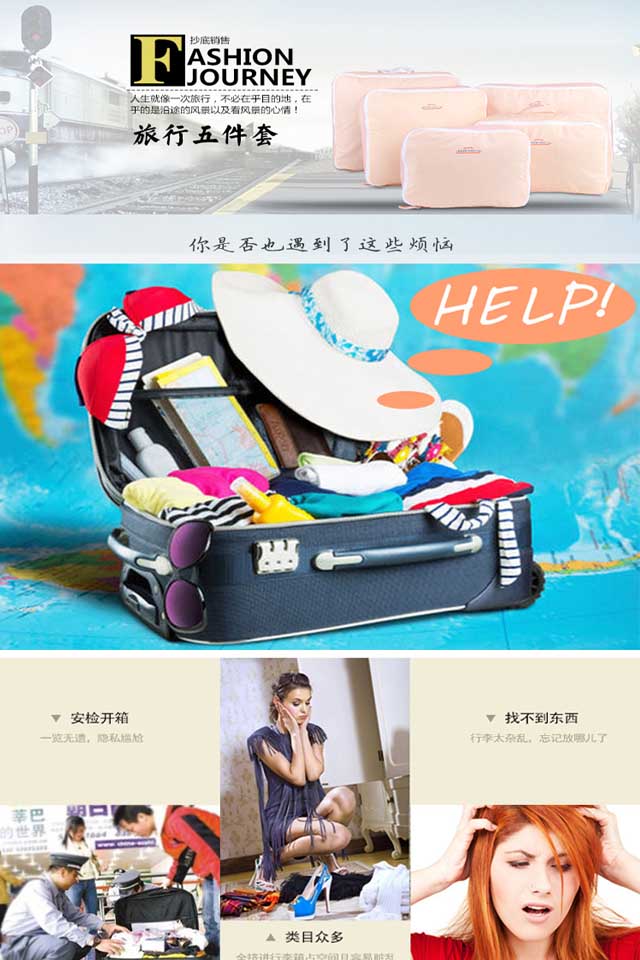 抄底销售
FASHION
JOURNEY
人生就像一次旅行，不必在乎目的地，在
乎的是沿途的风景以及看风景的心情！
旅行五件套
你是否也遇到了这些烦恼
HELP!
安检开箱
一览无遗，隐私尴尬
找不到东西
行李太杂乱，忘记放哪儿了
莘巴
的世界
类目众多
全挤进行李箱占空间且容易脏乱